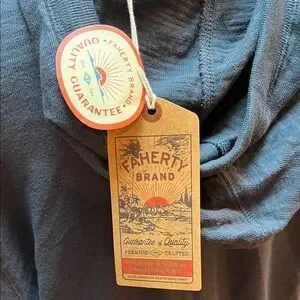 FAHERTY BRAND
QUALITY GUARANTEE
FAHERTY
BRAND
Guarantee of Quality
PREMIUM CRAFTED